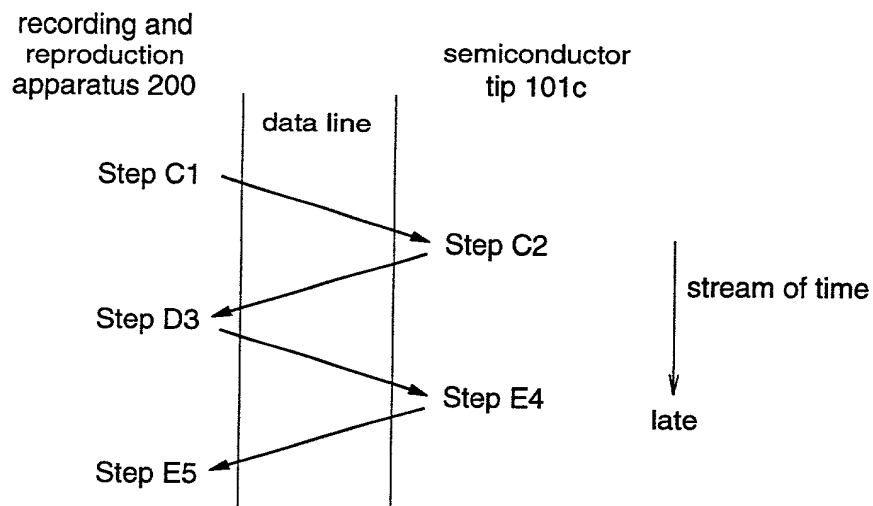 recording and
reproduction
apparatus 200
semiconductor
tip 101c
data line
Step C1
Step C2
stream of time
Step D3
Step E4
late
Step E5